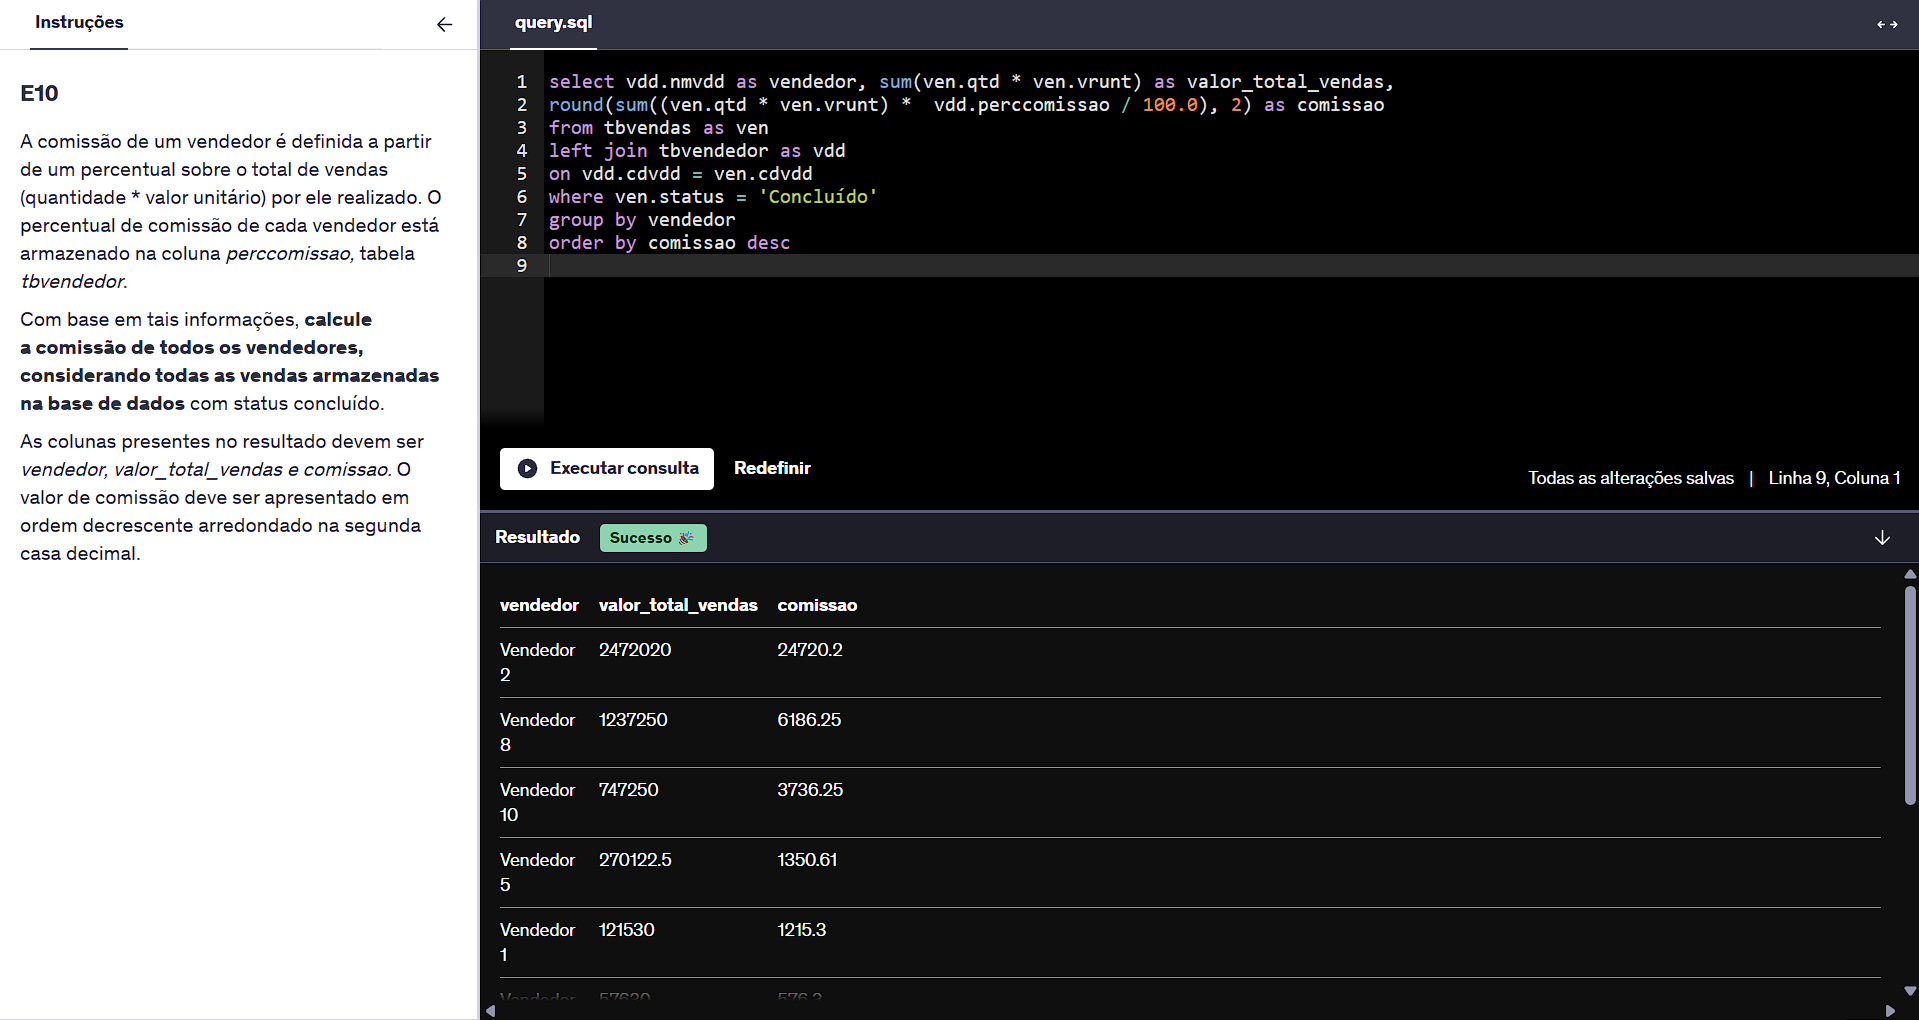 Instruções
E10
A comissão de um vendedor é definida a partir
de um percentual sobre o total de vendas
(quantidade * valor unitário) por ele realizado. O
percentual de comissão de cada vendedor está
armazenado na coluna perccomissao, tabela
tbvendedor.
Com base em tais informações, calcule
a comissão de todos os vendedores,
considerando todas as vendas armazenadas
na base de dados com status concluído.
As colunas presentes no resultado devem ser
vendedor, valor_total_vendas e comissao. O
valor de comissão deve ser apresentado em
ordem decrescente arredondado na segunda
casa decimal.
query.sql
1 select vdd.nmvdd as vendedor, sum(ven.qtd * ven.vrunt) as valor_total_vendas,
2 round(sum((ven.qtd * ven.vrunt) *  vdd.perccomissao / 100.0), 2) as comissao
3 from tbvendas as ven
4 left join tbvendedor as vdd
5 on vdd.cdvdd = ven.cdvdd
6 where ven.status = 'Concluído'
7 group by vendedor
8 order by comissao desc
9
Executar consulta Redefinir
Todas as alterações salvas | Linha 9, Coluna 1
Resultado Sucesso 🎉
vendedor valor_total_vendas comissao
Vendedor 2472020 24720.2
2
Vendedor 1237250 6186.25
8
Vendedor 747250 3736.25
10
Vendedor 270122.5 1350.61
5
Vendedor 121530 1215.3
1
Vendedor 57630 576.3